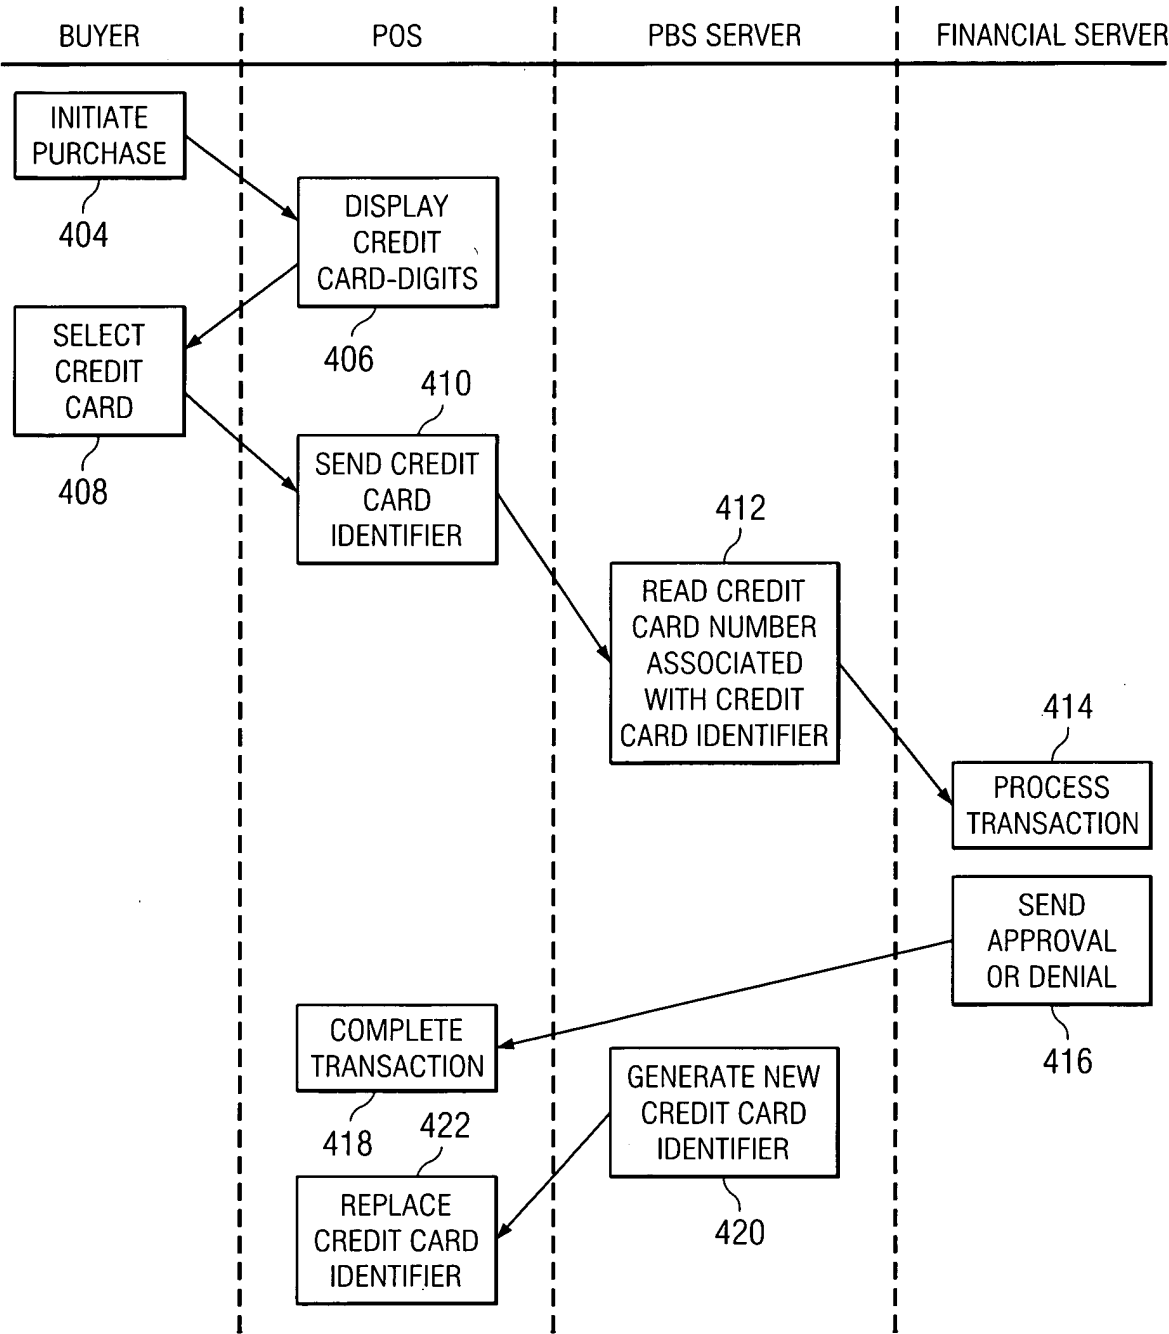 BUYER
POS
PBS SERVER
FINANCIAL SERVER
INITIATE
PURCHASE
404
DISPLAY
CREDIT
CARD-DIGITS
406
SELECT
CREDIT
CARD
408
410
SEND CREDIT
CARD
IDENTIFIER
412
READ CREDIT
CARD NUMBER
ASSOCIATED
WITH CREDIT
CARD IDENTIFIER
414
PROCESS
TRANSACTION
SEND
APPROVAL
OR DENIAL
416
COMPLETE
TRANSACTION
418
GENERATE NEW
CREDIT CARD
IDENTIFIER
420
422
REPLACE
CREDIT CARD
IDENTIFIER